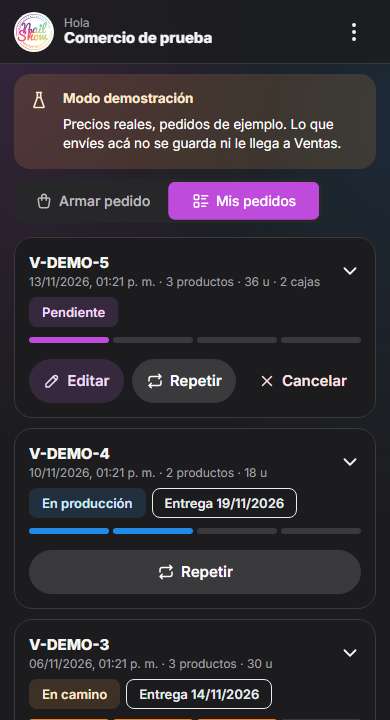 Nail
Show
Hola
Comercio de prueba
Modo demostración
Precios reales, pedidos de ejemplo. Lo que
envíes acá no se guarda ni le llega a Ventas.
Armar pedido
Mis pedidos
V-DEMO-5
13/11/2026, 01:21 p. m. · 3 productos · 36 u · 2 cajas
Pendiente
Editar
Repetir
Cancelar
V-DEMO-4
10/11/2026, 01:21 p. m. · 2 productos · 18 u
En producción
Entrega 19/11/2026
Repetir
V-DEMO-3
06/11/2026, 01:21 p. m. · 3 productos · 30 u
En camino
Entrega 14/11/2026